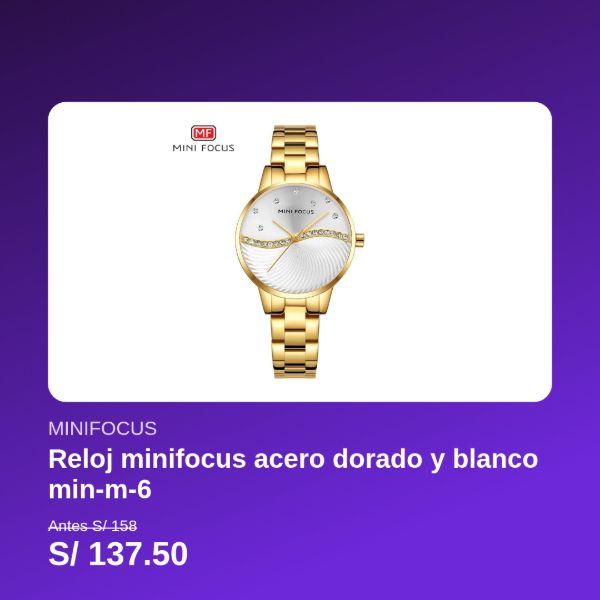 MF
MINI FOCUS
MINI FOCUS
MINIFOCUS
Reloj minifocus acero dorado y blanco
min-m-6
Antes S/ 158
S/ 137.50